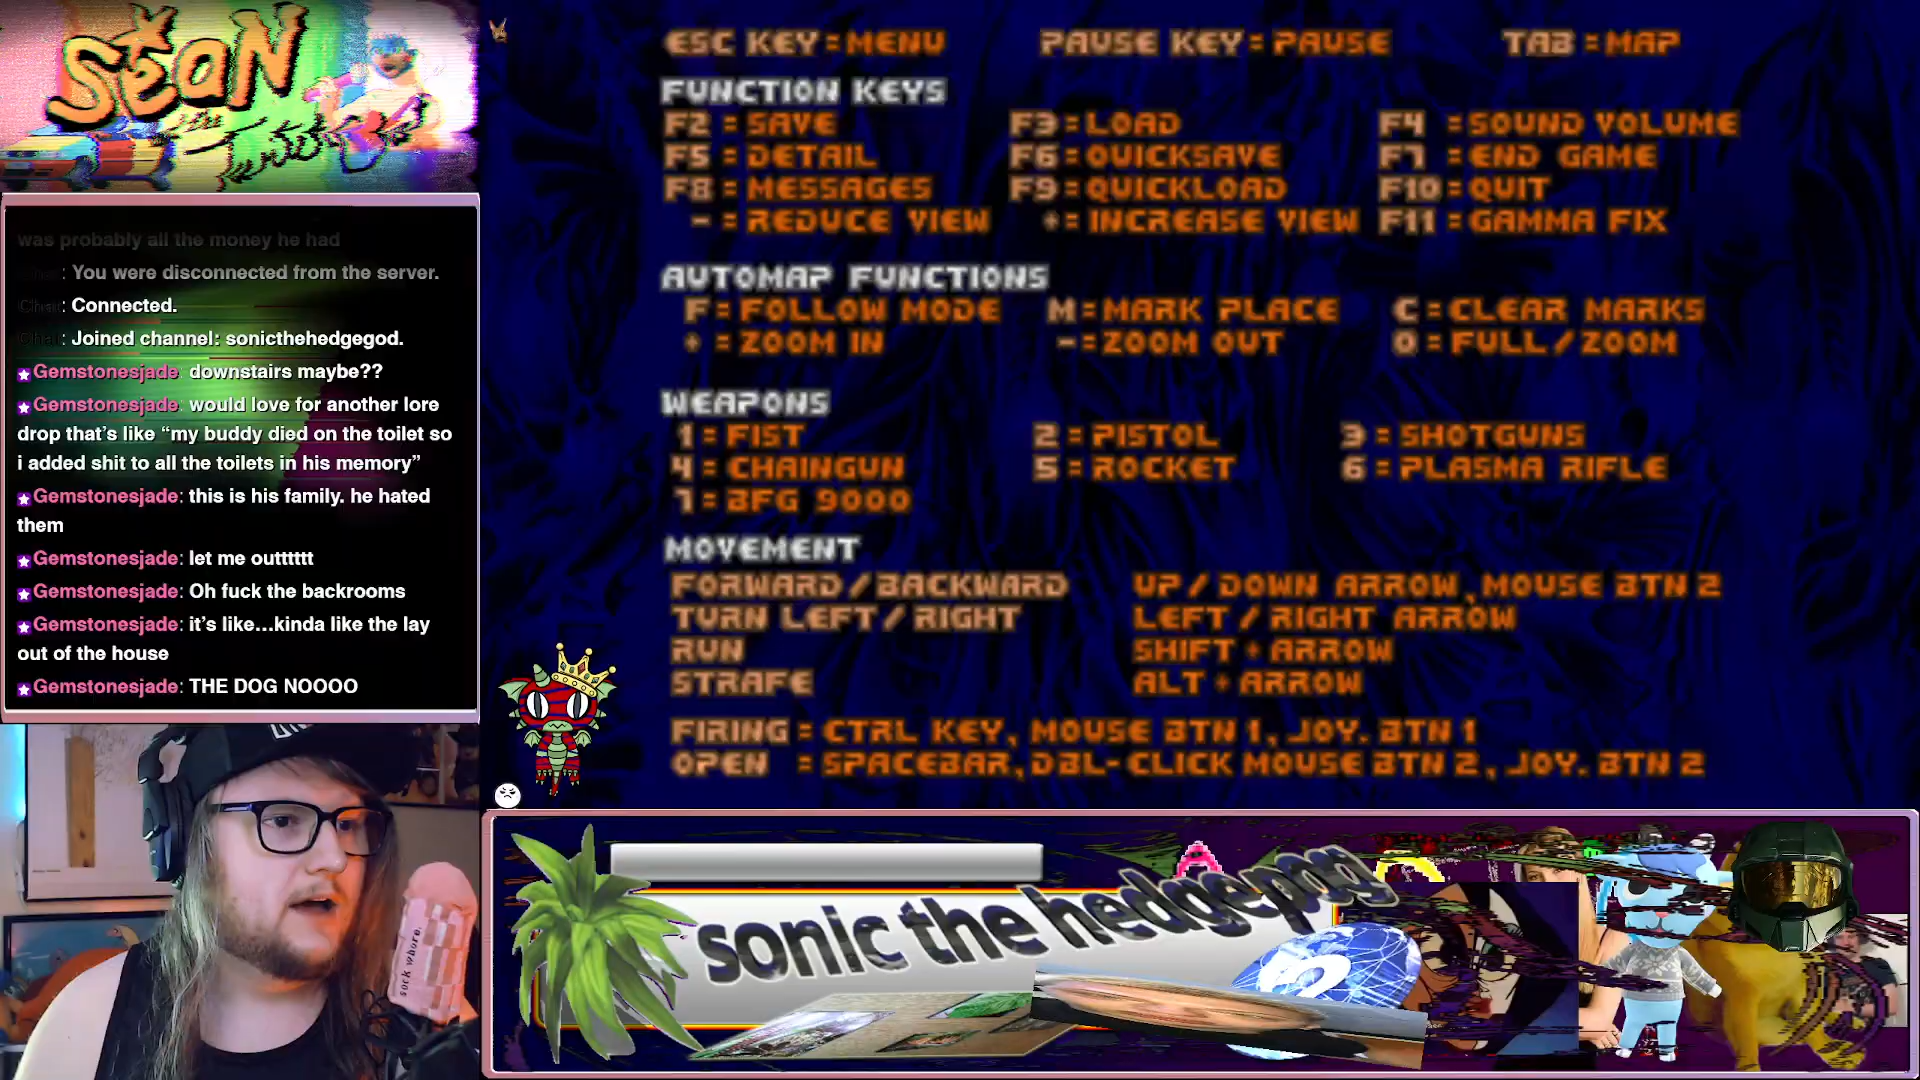 SEAN
was probably all the money he had
Chat: You were disconnected from the server.
Chat: Connected.
Chat: Joined channel: sonicthehedgegod.
Gemstonesjade: downstairs maybe??
Gemstonesjade: would love for another lore
drop that's like “my buddy died on the toilet so
i added shit to all the toilets in his memory”
Gemstonesjade: this is his family. he hated
them
Gemstonesjade: let me outttttt
Gemstonesjade: Oh fuck the backrooms
Gemstonesjade: it's like...kinda like the lay
out of the house
Gemstonesjade: THE DOG NOOOO
ESC KEY = MENU PAUSE KEY = PAUSE TAB = MAP
FUNCTION KEYS
F2 = SAVE F3 = LOAD F4 = SOUND VOLUME
F5 = DETAIL F6 = QUICKSAVE F7 = END GAME
F8 = MESSAGES F9 = QUICKLOAD F10 = QUIT
- = REDUCE VIEW + = INCREASE VIEW F11 = GAMMA FIX
AUTOMAP FUNCTIONS
F = FOLLOW MODE M = MARK PLACE C = CLEAR MARKS
+ = ZOOM IN - = ZOOM OUT 0 = FULL/ZOOM
WEAPONS
1 = FIST 2 = PISTOL 3 = SHOTGUNS
4 = CHAINGUN 5 = ROCKET 6 = PLASMA RIFLE
7 = BFG 9000
MOVEMENT
FORWARD/BACKWARD UP/DOWN ARROW, MOUSE BTN 2
TURN LEFT/RIGHT LEFT/RIGHT ARROW
RUN SHIFT + ARROW
STRAFE ALT + ARROW
FIRING = CTRL KEY, MOUSE BTN 1, JOY. BTN 1
OPEN = SPACEBAR, DBL-CLICK MOUSE BTN 2, JOY. BTN 2
sock whore.
sonic the hedgepog